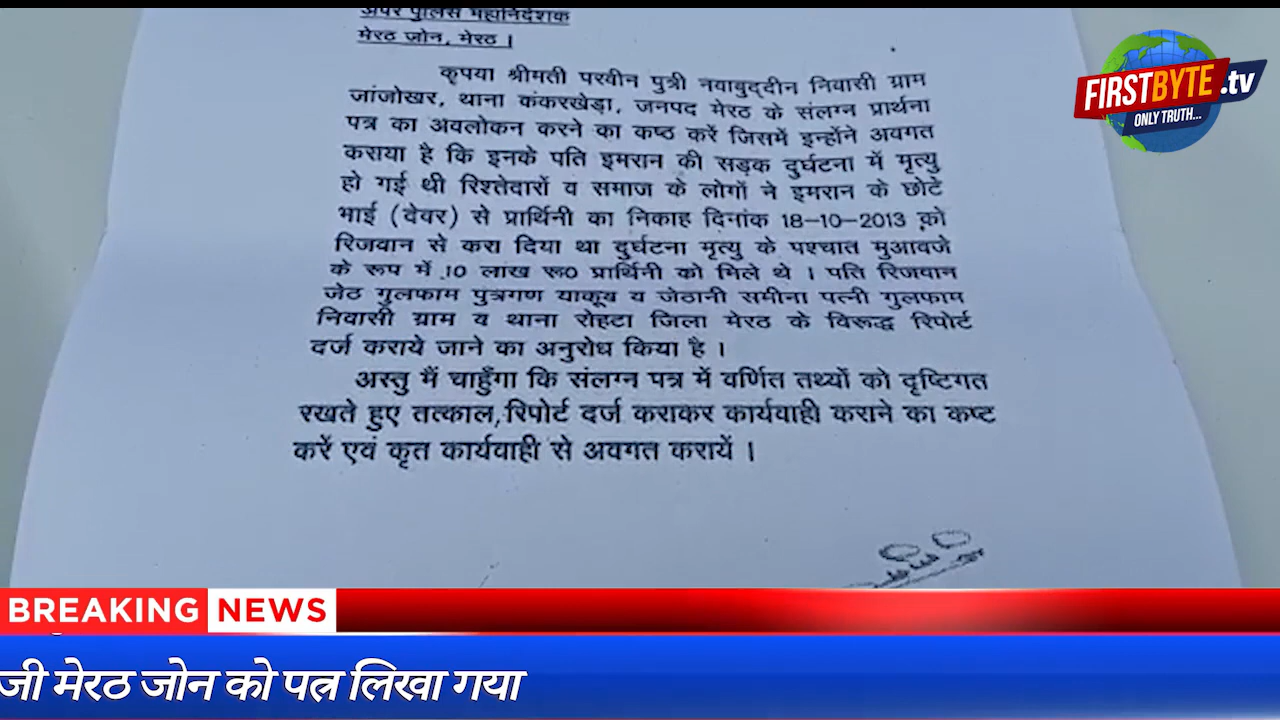 अपर पुलिस महानिदेशक
मेरठ ज़ोन, मेरठ।
कृपया श्रीमती परवीन पुत्री नवाबुद्दीन निवासी ग्राम
जांजोखर, थाना कंकरखेड़ा, जनपद मेरठ के संलग्न प्रार्थना
पत्र का अवलोकन करने का कष्ठ करें जिसमें इन्होंने अवगत
कराया है कि इनके पति इमरान की सड़क दुर्घटना में मृत्यु
हो गई थी रिश्तेदारों व समाज के लोगों ने इमरान के छोटे
भाई (देवर) से प्रार्थिनी का निकाह दिनांक 18-10-2013 को
रिजवान से करा दिया था दुर्घटना मृत्यु के पश्चात मुआवजे
के रूप में 10 लाख रू0 प्रार्थिनी को मिले थे । पति रिजवान
जेठ गुलफाम पुत्रगण याकूब व जेठानी समीना पत्नी गुलफाम
निवासी ग्राम व थाना रोहटा जिला मेरठ के विरूद्ध रिपोर्ट
दर्ज कराये जाने का अनुरोध किया है ।
अस्तु मैं चाहुँगा कि संलग्न पत्र में वर्णित तथ्यों को दृष्टिगत
रखते हुए तत्काल,रिपोर्ट दर्ज कराकर कार्यवाही कराने का कष्ट
करें एवं कृत कार्यवाही से अवगत करायें ।
FIRSTBYTE.tv
ONLY TRUTH...
BREAKING NEWS
जी मेरठ जोन को पत्र लिखा गया